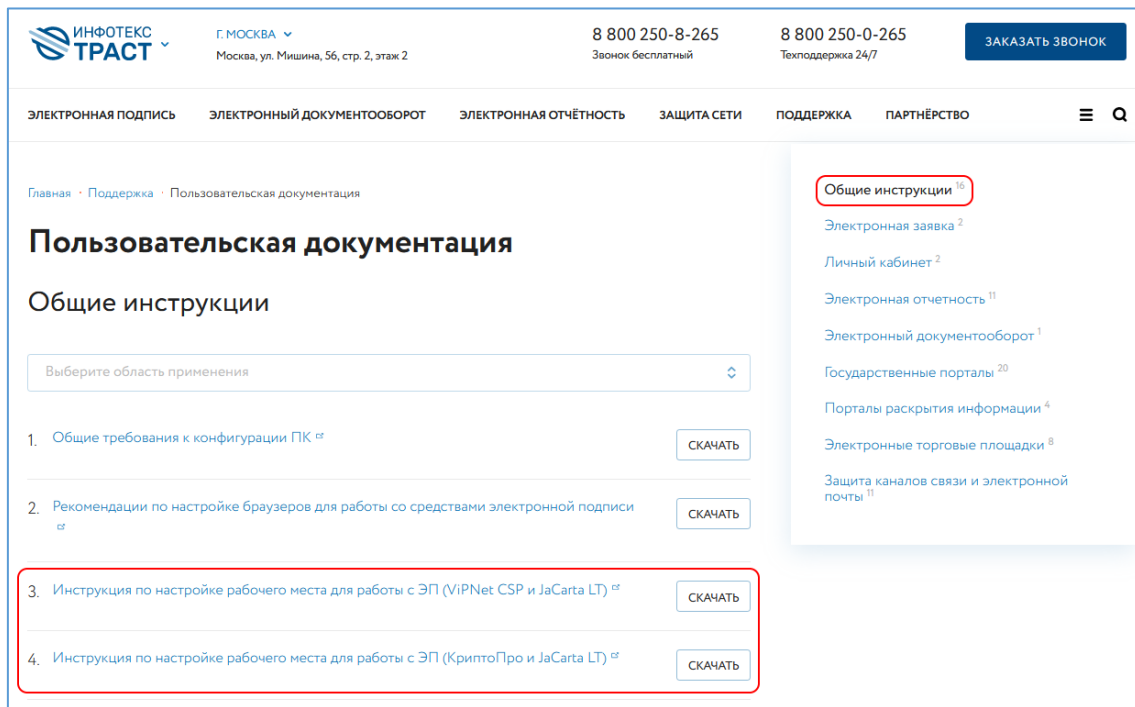 ИНФОТЕКС
ТРАСТ
Г. МОСКВА
Москва, ул. Мишина, 56, стр. 2, этаж 2
8 800 250-8-265
Звонок бесплатный
8 800 250-0-265
Техподдержка 24/7
ЗАКАЗАТЬ ЗВОНОК
ЭЛЕКТРОННАЯ ПОДПИСЬ
ЭЛЕКТРОННЫЙ ДОКУМЕНТООБОРОТ
ЭЛЕКТРОННАЯ ОТЧЁТНОСТЬ
ЗАЩИТА СЕТИ
ПОДДЕРЖКА
ПАРТНЁРСТВО
Главная · Поддержка · Пользовательская документация
Пользовательская документация
Общие инструкции
Выберите область применения
1. Общие требования к конфигурации ПК
СКАЧАТЬ
2. Рекомендации по настройке браузеров для работы со средствами электронной подписи
СКАЧАТЬ
3. Инструкция по настройке рабочего места для работы с ЭП (ViPNet CSP и JaCarta LT)
СКАЧАТЬ
4. Инструкция по настройке рабочего места для работы с ЭП (КриптоПро и JaCarta LT)
СКАЧАТЬ
Общие инструкции 16
Электронная заявка 2
Личный кабинет 2
Электронная отчетность 11
Электронный документооборот 1
Государственные порталы 20
Порталы раскрытия информации 4
Электронные торговые площадки 8
Защита каналов связи и электронной
почты 11